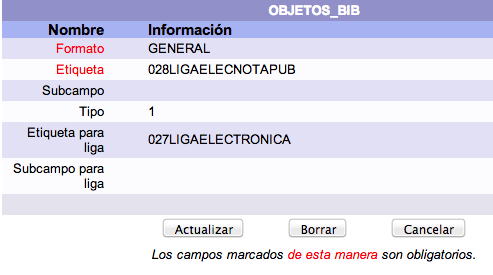 OBJETOS_BIB
Nombre Información
Formato GENERAL
Etiqueta 028LIGAELECNOTAPUB
Subcampo
Tipo 1
Etiqueta para
liga 027LIGAELECTRONICA
Subcampo para
liga
Actualizar Borrar Cancelar
Los campos marcados de esta manera son obligatorios.